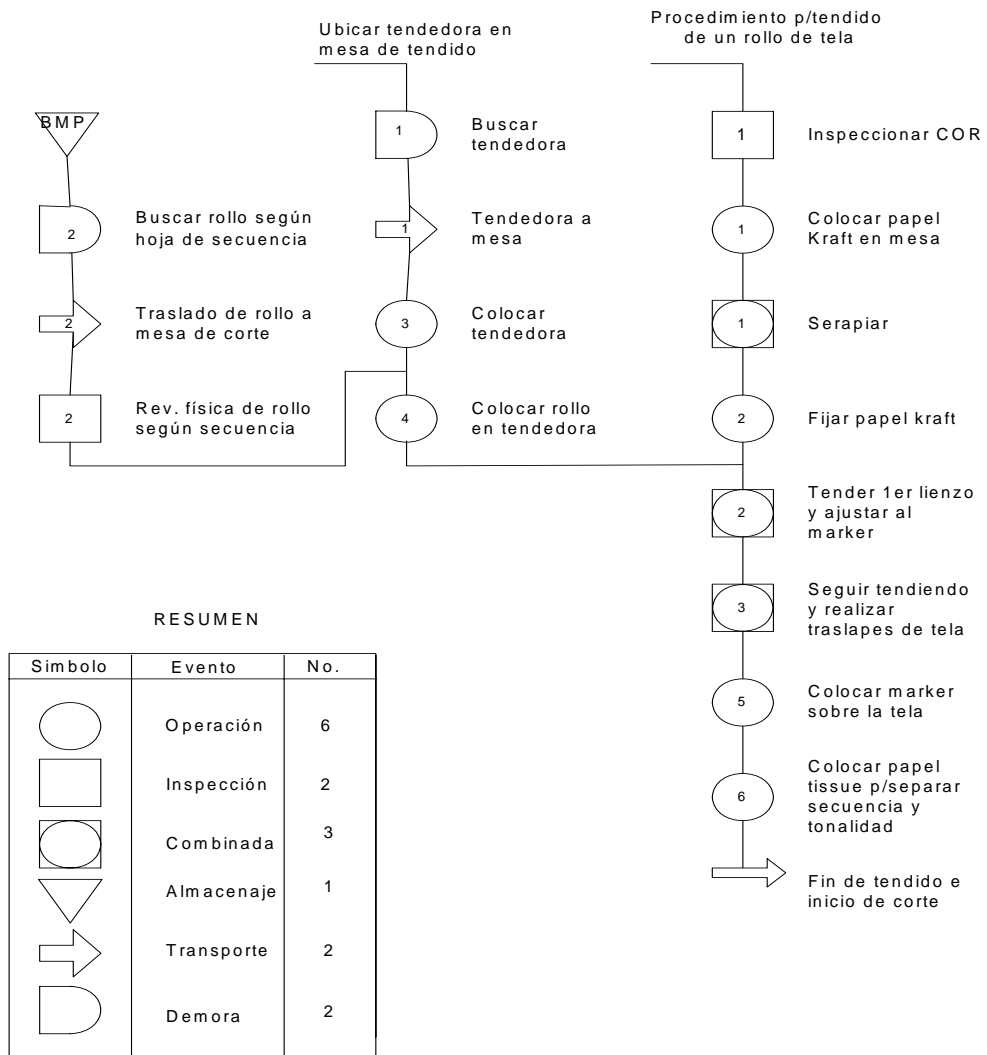 Ubicar tendedora en
mesa de tendido
Procedimiento p/tendido
de un rollo de tela
BMP
2
Buscar rollo según
hoja de secuencia
2
Traslado de rollo a
mesa de corte
2
Rev. física de rollo
según secuencia
1
Buscar
tendedora
1
Tendedora a
mesa
3
Colocar
tendedora
4
Colocar rollo
en tendedora
1
Inspeccionar COR
1
Colocar papel
Kraft en mesa
1
Serapiar
2
Fijar papel kraft
2
Tender 1er lienzo
y ajustar al
marker
3
Seguir tendiendo
y realizar
traslapes de tela
5
Colocar marker
sobre la tela
6
Colocar papel
tissue p/separar
secuencia y
tonalidad
Fin de tendido e
inicio de corte
RESUMEN
Simbolo Evento No.
Operación 6
Inspección 2
Combinada 3
Almacenaje 1
Transporte 2
Demora 2